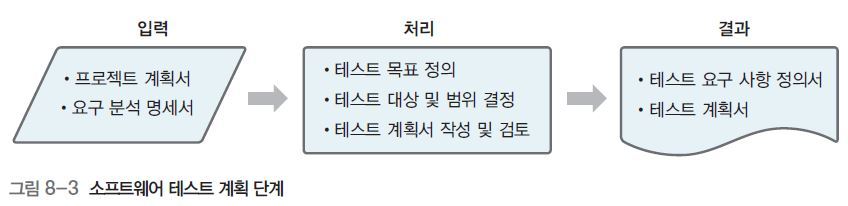 입력
• 프로젝트 계획서
• 요구 분석 명세서
처리
• 테스트 목표 정의
• 테스트 대상 및 범위 결정
• 테스트 계획서 작성 및 검토
결과
• 테스트 요구 사항 정의서
• 테스트 계획서
그림 8-3 소프트웨어 테스트 계획 단계